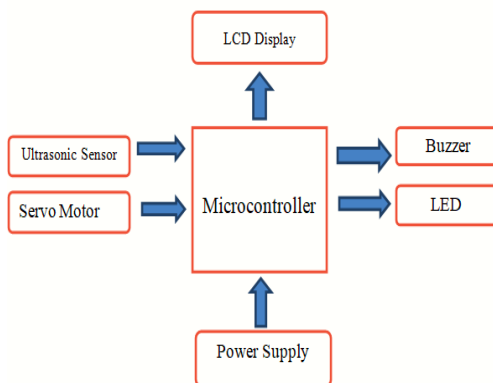 LCD Display
Ultrasonic Sensor
Servo Motor
Microcontroller
Buzzer
LED
Power Supply